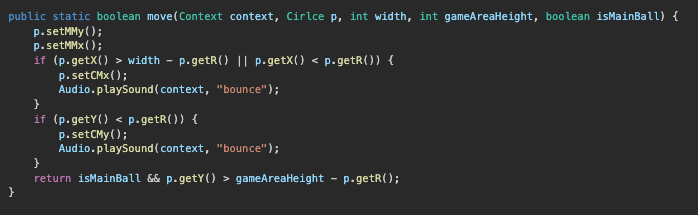 public static boolean move(Context context, Cirlce p, int width, int gameAreaHeight, boolean isMainBall) {
    p.setMMy();
    p.setMMx();
    if (p.getX() > width - p.getR() || p.getX() < p.getR()) {
        p.setCMx();
        Audio.playSound(context, "bounce");
    }
    if (p.getY() < p.getR()) {
        p.setCMy();
        Audio.playSound(context, "bounce");
    }
    return isMainBall && p.getY() > gameAreaHeight - p.getR();
}